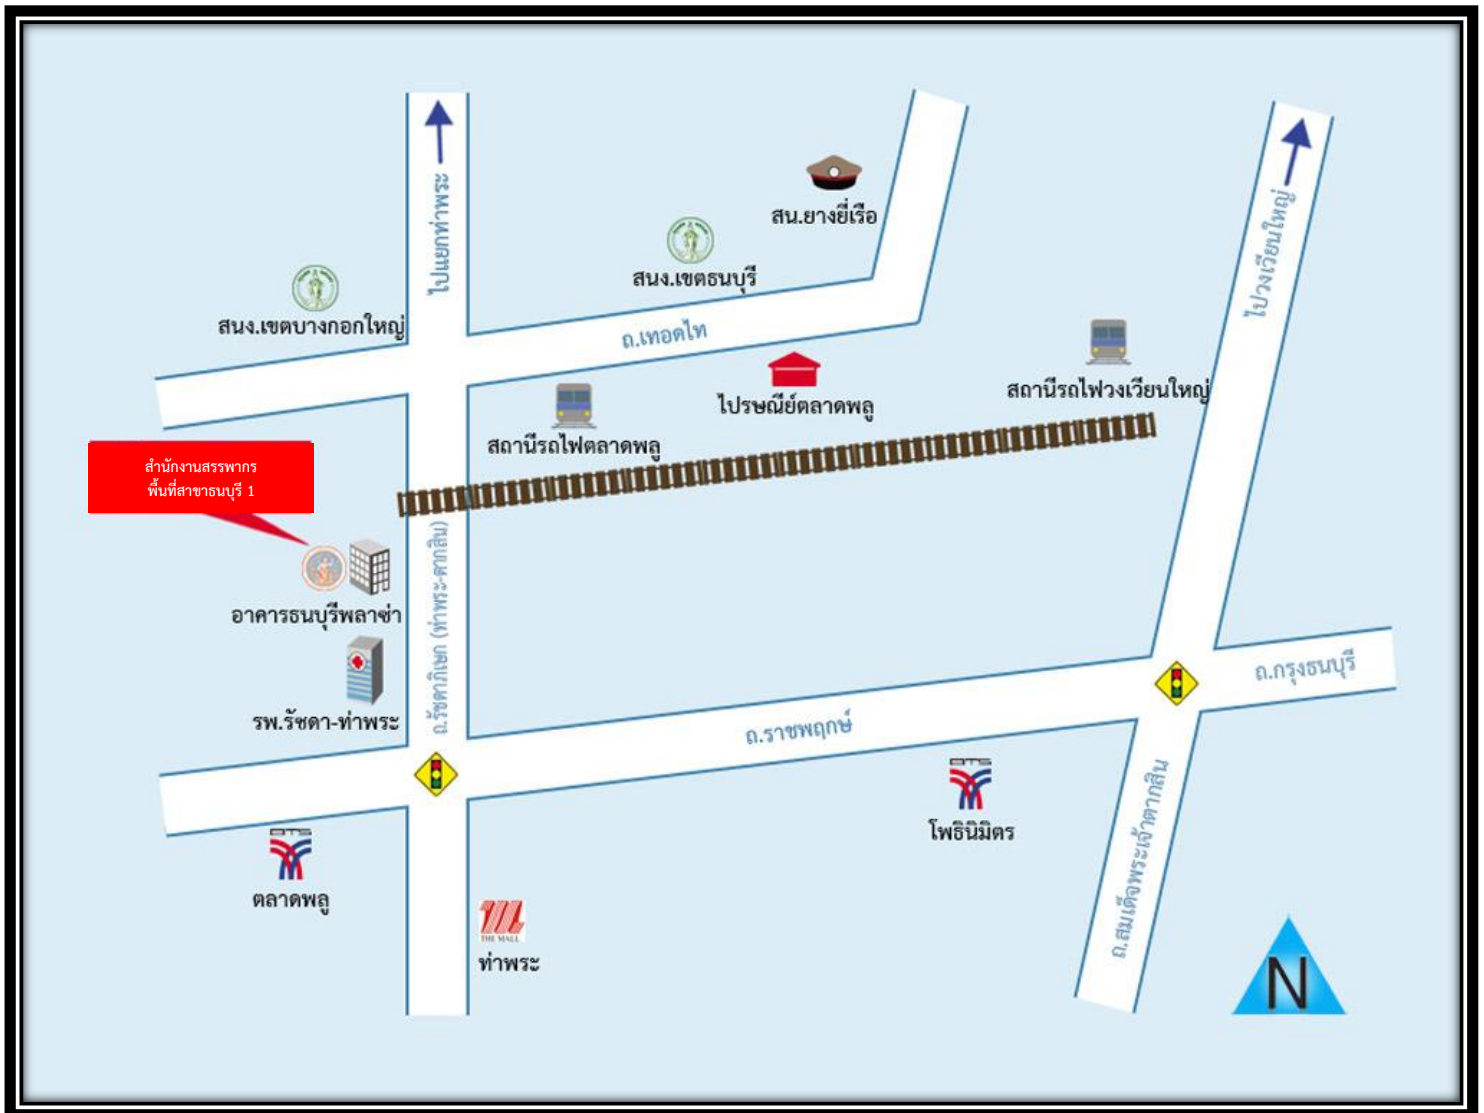 ไปแยกท่าพระ
สน.ยางยี่เรือ
ไปวงเวียนใหญ่
สนง.เขตธนบุรี
สนง.เขตบางกอกใหญ่
ถ.เทอดไท
สถานีรถไฟวงเวียนใหญ่
ไปรษณีย์ตลาดพลู
สถานีรถไฟตลาดพลู
สำนักงานสรรพากร
พื้นที่สาขาธนบุรี 1
อาคารธนบุรีพลาซ่า
ถ.รัชดาภิเษก (ท่าพระ-ตากสิน)
รพ.รัชดา-ท่าพระ
ถ.กรุงธนบุรี
ถ.ราชพฤกษ์
BTS
โพธินิมิตร
ถ.สมเด็จพระเจ้าตากสิน
BTS
ตลาดพลู
THE MALL
ท่าพระ
N